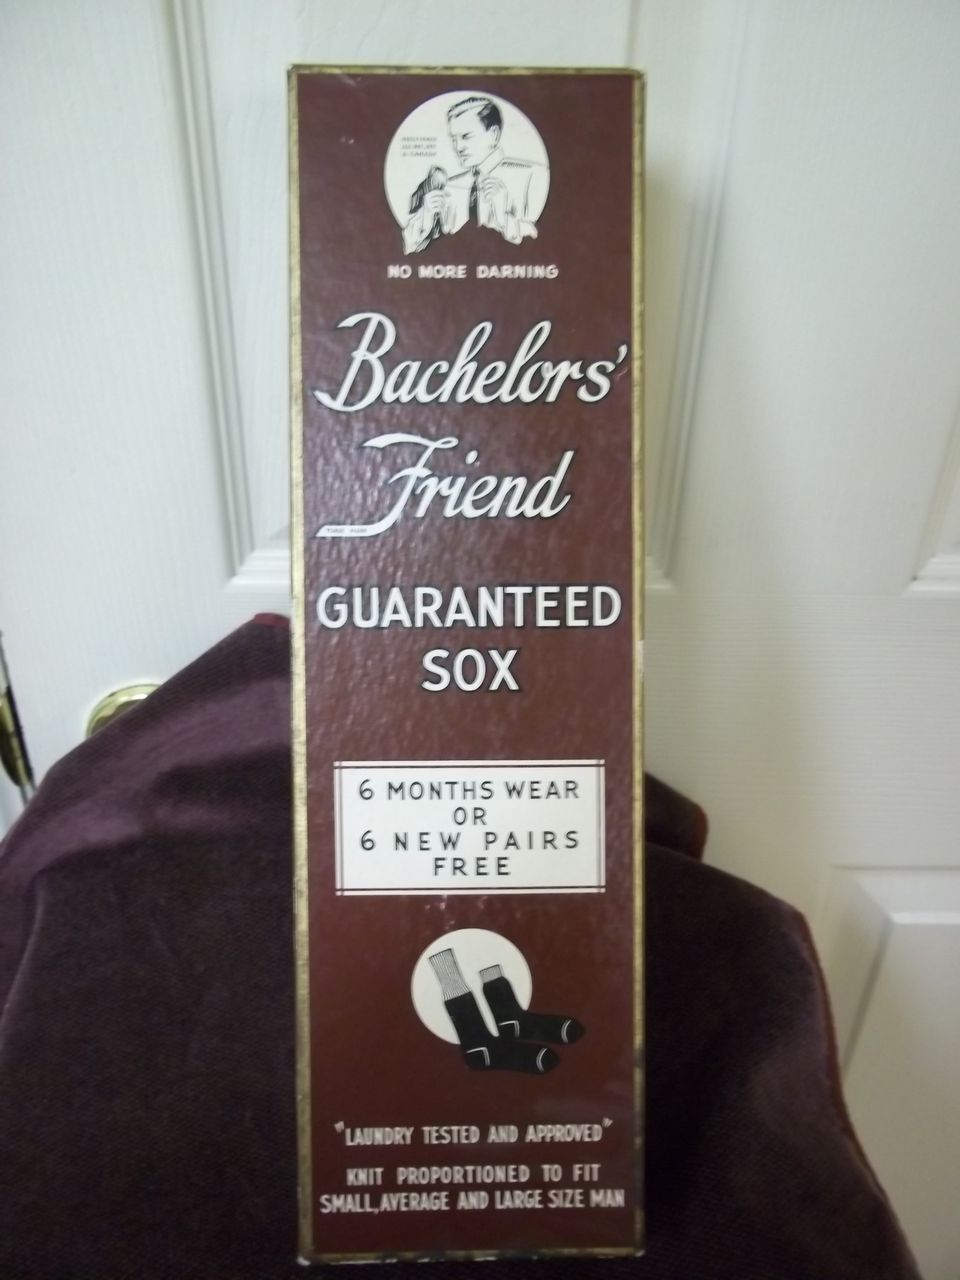 NO MORE DARNING
Bachelors'
Friend
GUARANTEED
SOX
6 MONTHS WEAR
OR
6 NEW PAIRS
FREE
"LAUNDRY TESTED AND APPROVED"
KNIT PROPORTIONED TO FIT
SMALL, AVERAGE AND LARGE SIZE MAN